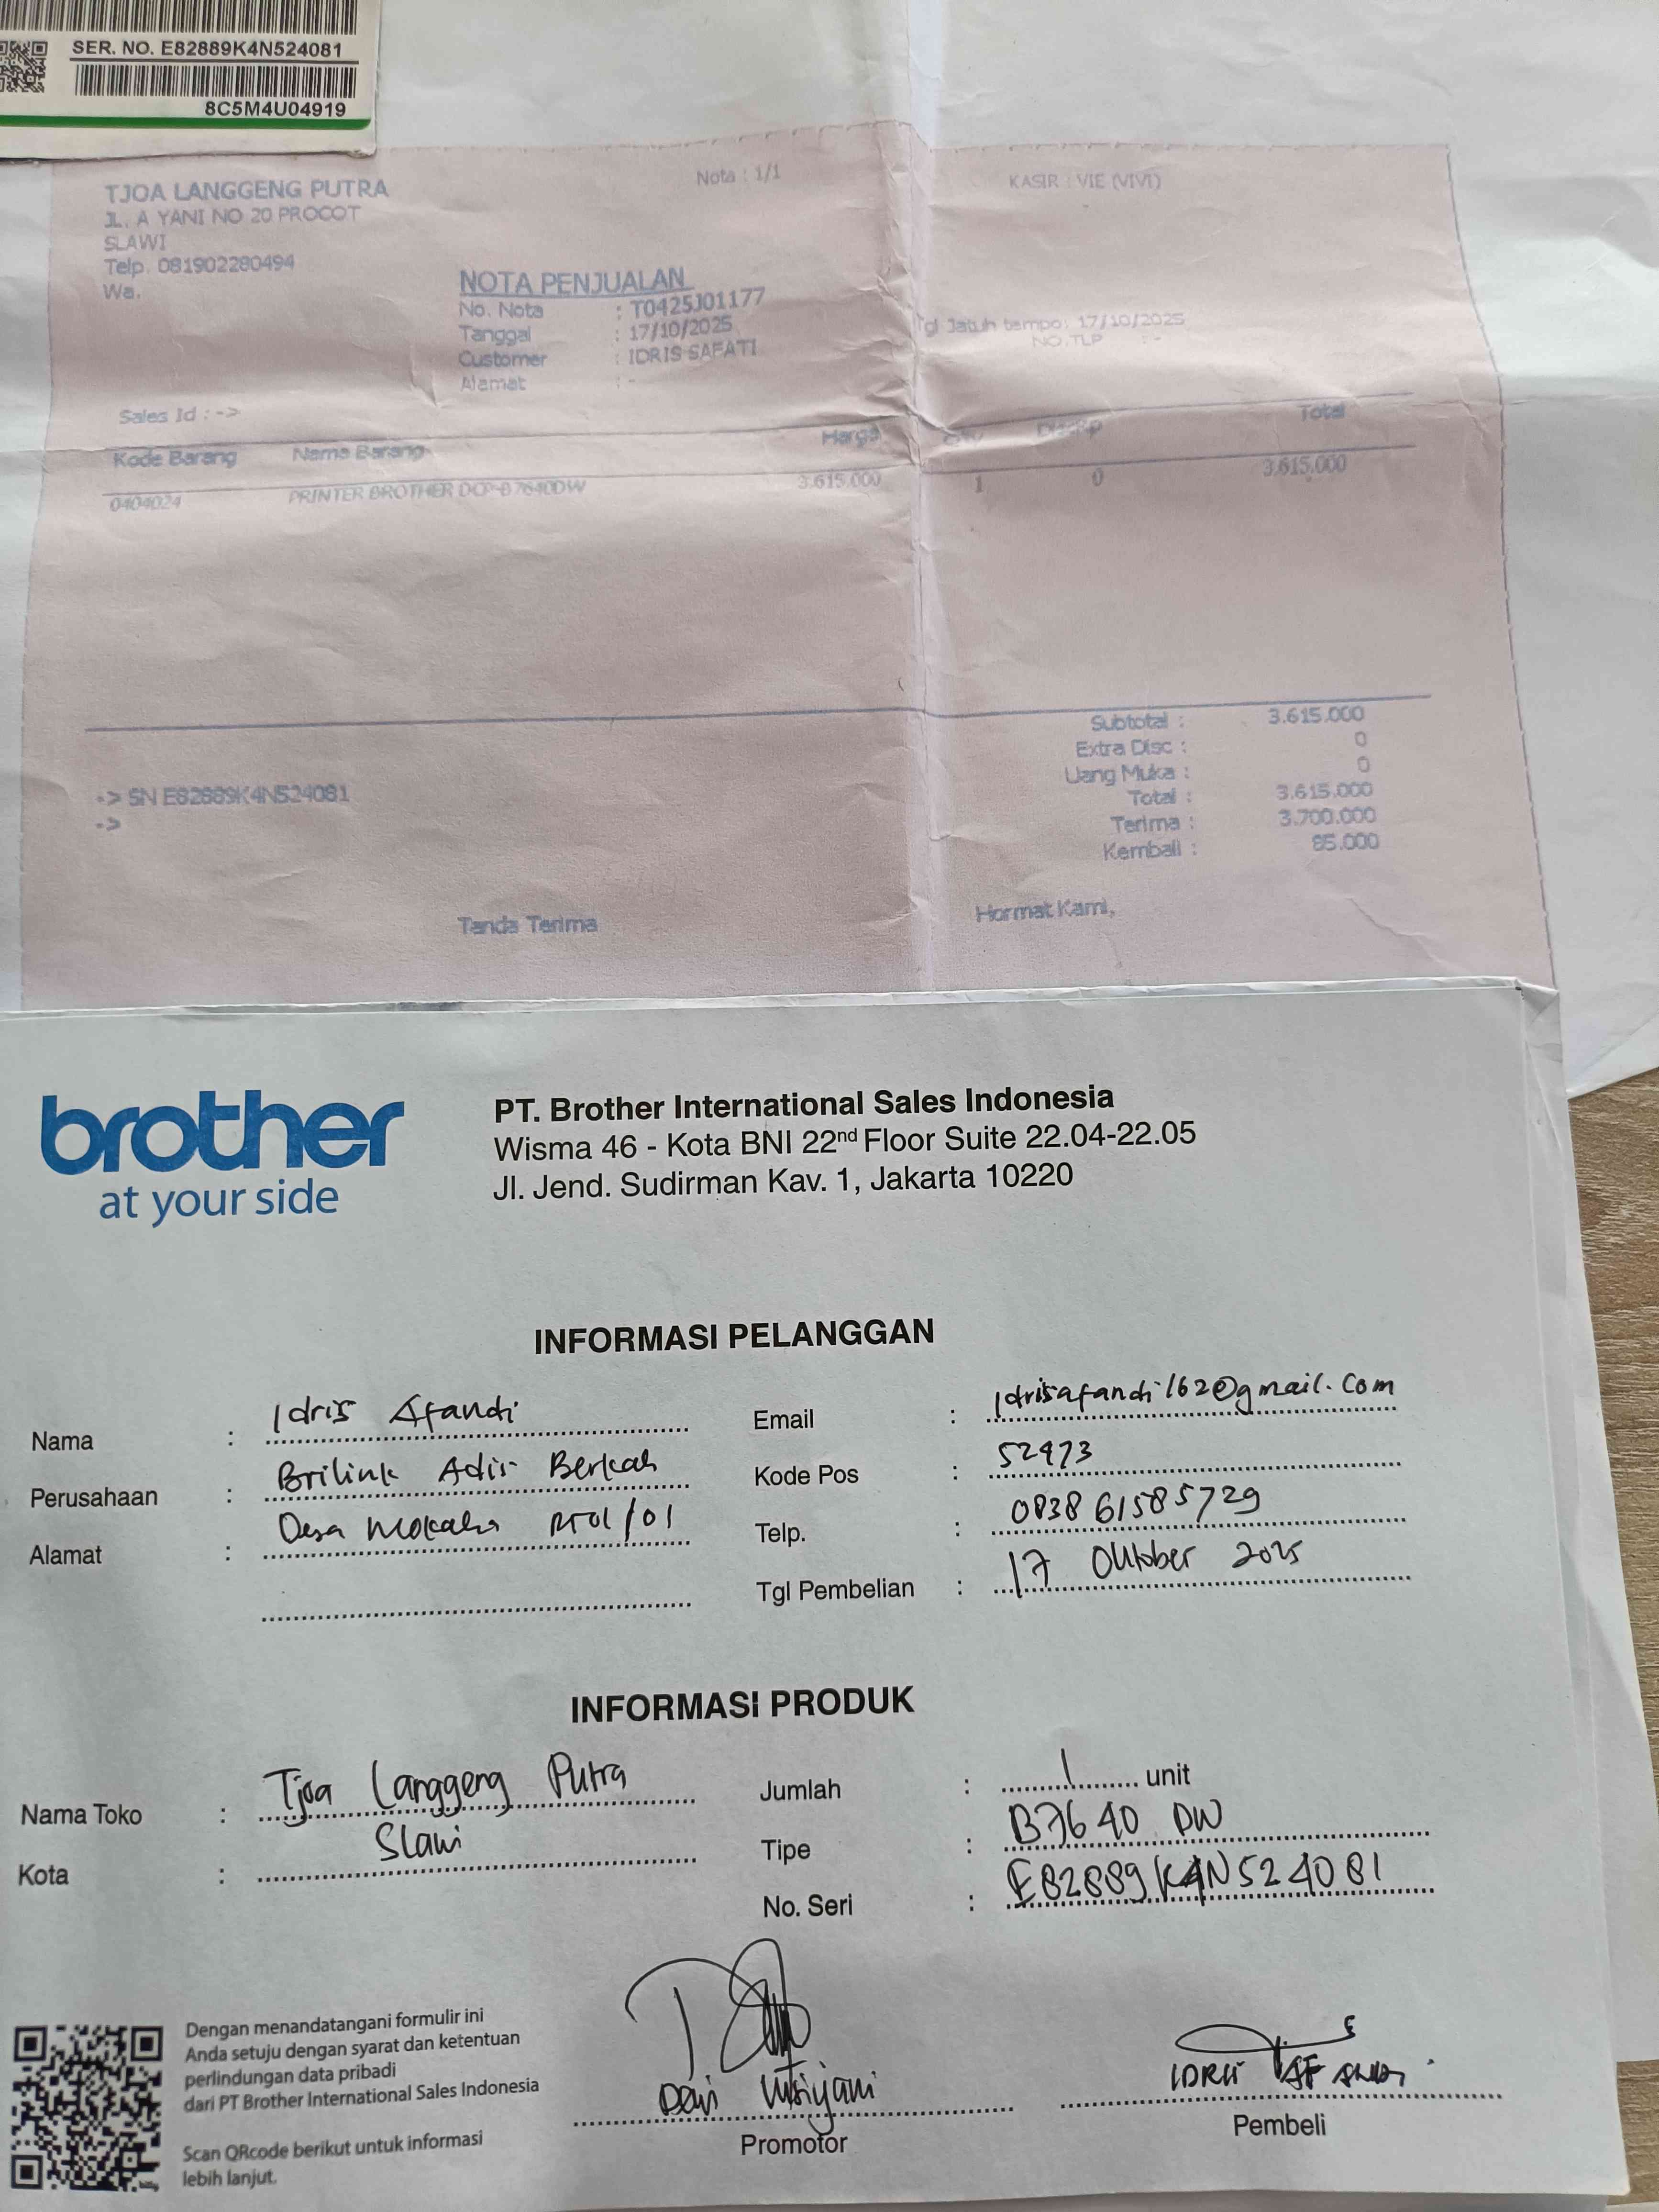 SER. NO. E82889K4N524081
8C5M4U04919
TJOA LANGGENG PUTRA
JL. A YANI NO 20 PROCOT
SLAWI
Telp. 081902280494
Wa.
Nota : 1/1
KASIR : VIE (VIVI)
NOTA PENJUALAN
No. Nota : T0425J01177
Tanggal : 17/10/2025
Customer : IDRIS SAFATI
Alamat : -
Tgl Jatuh tempo: 17/10/2025
NO.TLP : -
Sales Id : ->
Kode Barang Nama Barang Harga Qty DiscRp Total
0404024 PRINTER BROTHER DCP-B7640DW 3.615.000 1 0 3.615.000
Subtotal : 3.615.000
Extra Disc : 0
Uang Muka : 0
Total : 3.615.000
Terima : 3.700.000
Kembali : 85.000
-> SN E82889K4N524081
->
Tanda Terima
Hormat Kami,
brother
at your side
PT. Brother International Sales Indonesia
Wisma 46 - Kota BNI 22nd Floor Suite 22.04-22.05
Jl. Jend. Sudirman Kav. 1, Jakarta 10220
INFORMASI PELANGGAN
Nama : Idris Afandi
Perusahaan : Brilink Adis Berkah
Alamat : Desa RT01/01
Email : Idrisafandi162@gmail.com
Kode Pos : 52473
Telp. : 083861585729
Tgl Pembelian : 17 Oktober 2025
INFORMASI PRODUK
Nama Toko : Tjoa Langgeng Putra
Kota : Slawi
Jumlah : 1 unit
Tipe : B7640 DW
No. Seri : E82889K4N524081
Dengan menandatangani formulir ini
Anda setuju dengan syarat dan ketentuan
perlindungan data pribadi
dari PT Brother International Sales Indonesia
Scan QRcode berikut untuk informasi
lebih lanjut.
Dewi
Promotor
IDRIS AFANDI
Pembeli